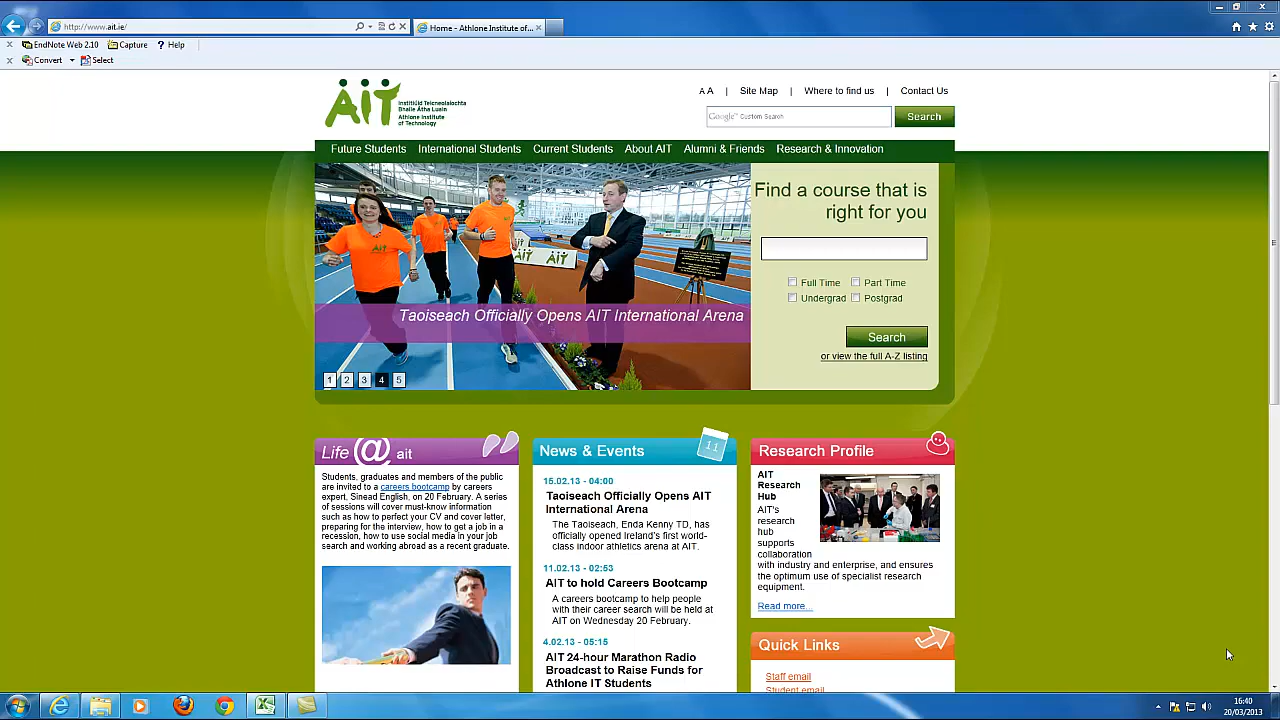 http://www.ait.ie/
Home - Athlone Institute of...
EndNote Web 2.10
Capture
? Help
Convert
Select
AIT
Institiúid Teicneolaíochta
Bhaile Átha Luain
Athlone Institute
of Technology
A A | Site Map | Where to find us | Contact Us
Google™ Custom Search
Search
Future Students International Students Current Students About AIT Alumni & Friends Research & Innovation
AIT
AIT
AIT
Taoiseach Officially Opens AIT International Arena
1 2 3 4 5
Find a course that is
right for you
Full Time Part Time
Undergrad Postgrad
Search
or view the full A-Z listing
Life @ ait
Students, graduates and members of the public
are invited to a careers bootcamp by careers
expert, Sinead English, on 20 February. A series
of sessions will cover must-know information
such as how to perfect your CV and cover letter,
preparing for the interview, how to get a job in a
recession, how to use social media in your job
search and working abroad as a recent graduate.
News & Events
11
15.02.13 - 04:00
Taoiseach Officially Opens AIT
International Arena
The Taoiseach, Enda Kenny TD, has
officially opened Ireland's first world-
class indoor athletics arena at AIT.
11.02.13 - 02:53
AIT to hold Careers Bootcamp
A careers bootcamp to help people
with their career search will be held at
AIT on Wednesday 20 February.
4.02.13 - 05:15
AIT 24-hour Marathon Radio
Broadcast to Raise Funds for
Athlone IT Students
Research Profile
AIT
Research
Hub
AIT's
research
hub
supports
collaboration
with industry and enterprise, and ensures
the optimum use of specialist research
equipment.
Read more...
Quick Links
Staff email
Student email
16:40
20/03/2013